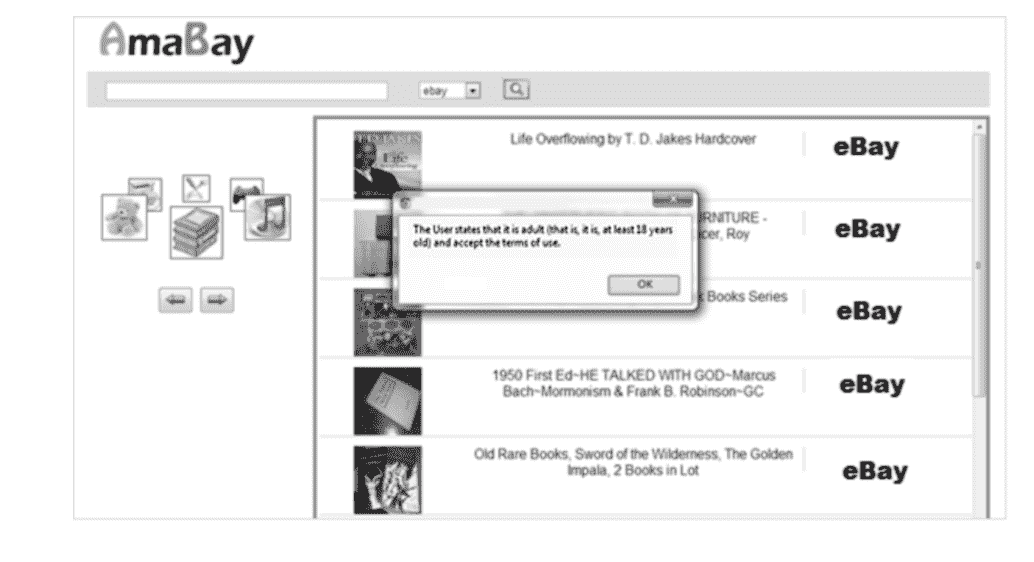 AmaBay
ebay
Life Overflowing by T. D. Jakes Hardcover
eBay
Life
The User states that it is adult (that is, it is, at least 18 years
old) and accept the terms of use.
OK
RNITURE -
cer, Roy
eBay
Books Series
eBay
1950 First Ed~HE TALKED WITH GOD~Marcus
Bach~Mormonism & Frank B. Robinson~GC
eBay
Old Rare Books, Sword of the Wilderness, The Golden
Impala, 2 Books in Lot
eBay